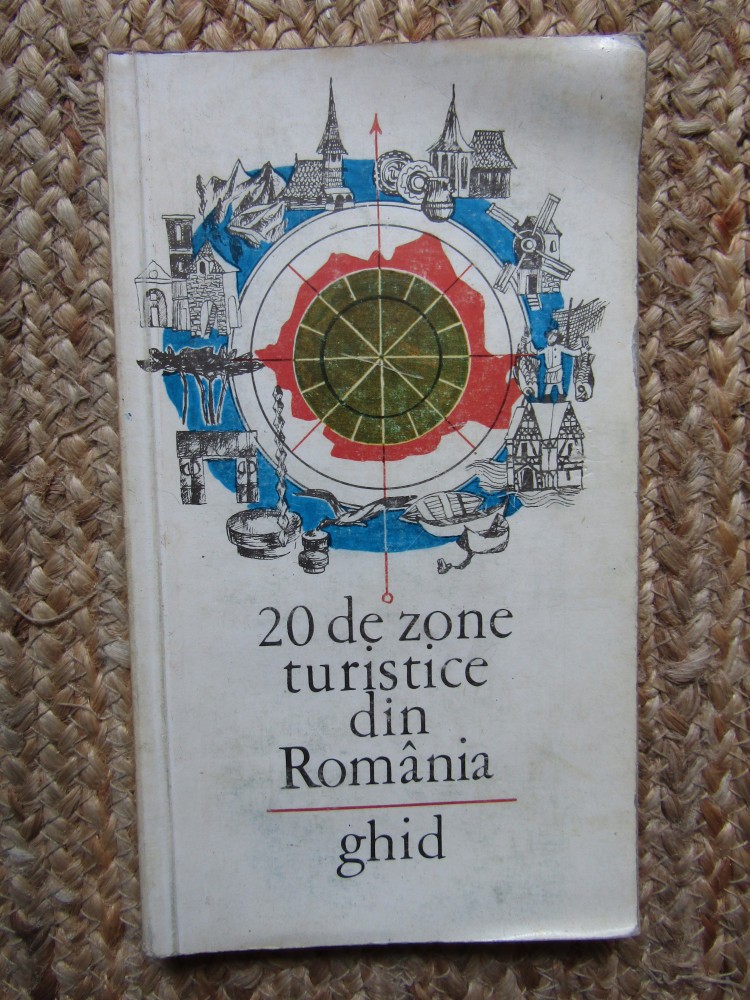 20 de zone
turistice
din
România
ghid